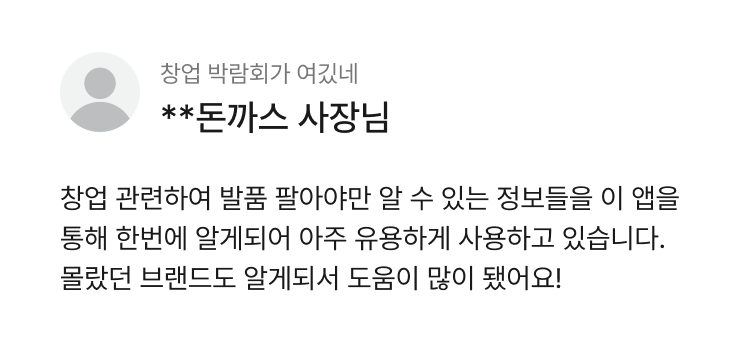 창업 박람회가 여깄네
**돈까스 사장님
창업 관련하여 발품 팔아야만 알 수 있는 정보들을 이 앱을
통해 한번에 알게되어 아주 유용하게 사용하고 있습니다.
몰랐던 브랜드도 알게되서 도움이 많이 됐어요!